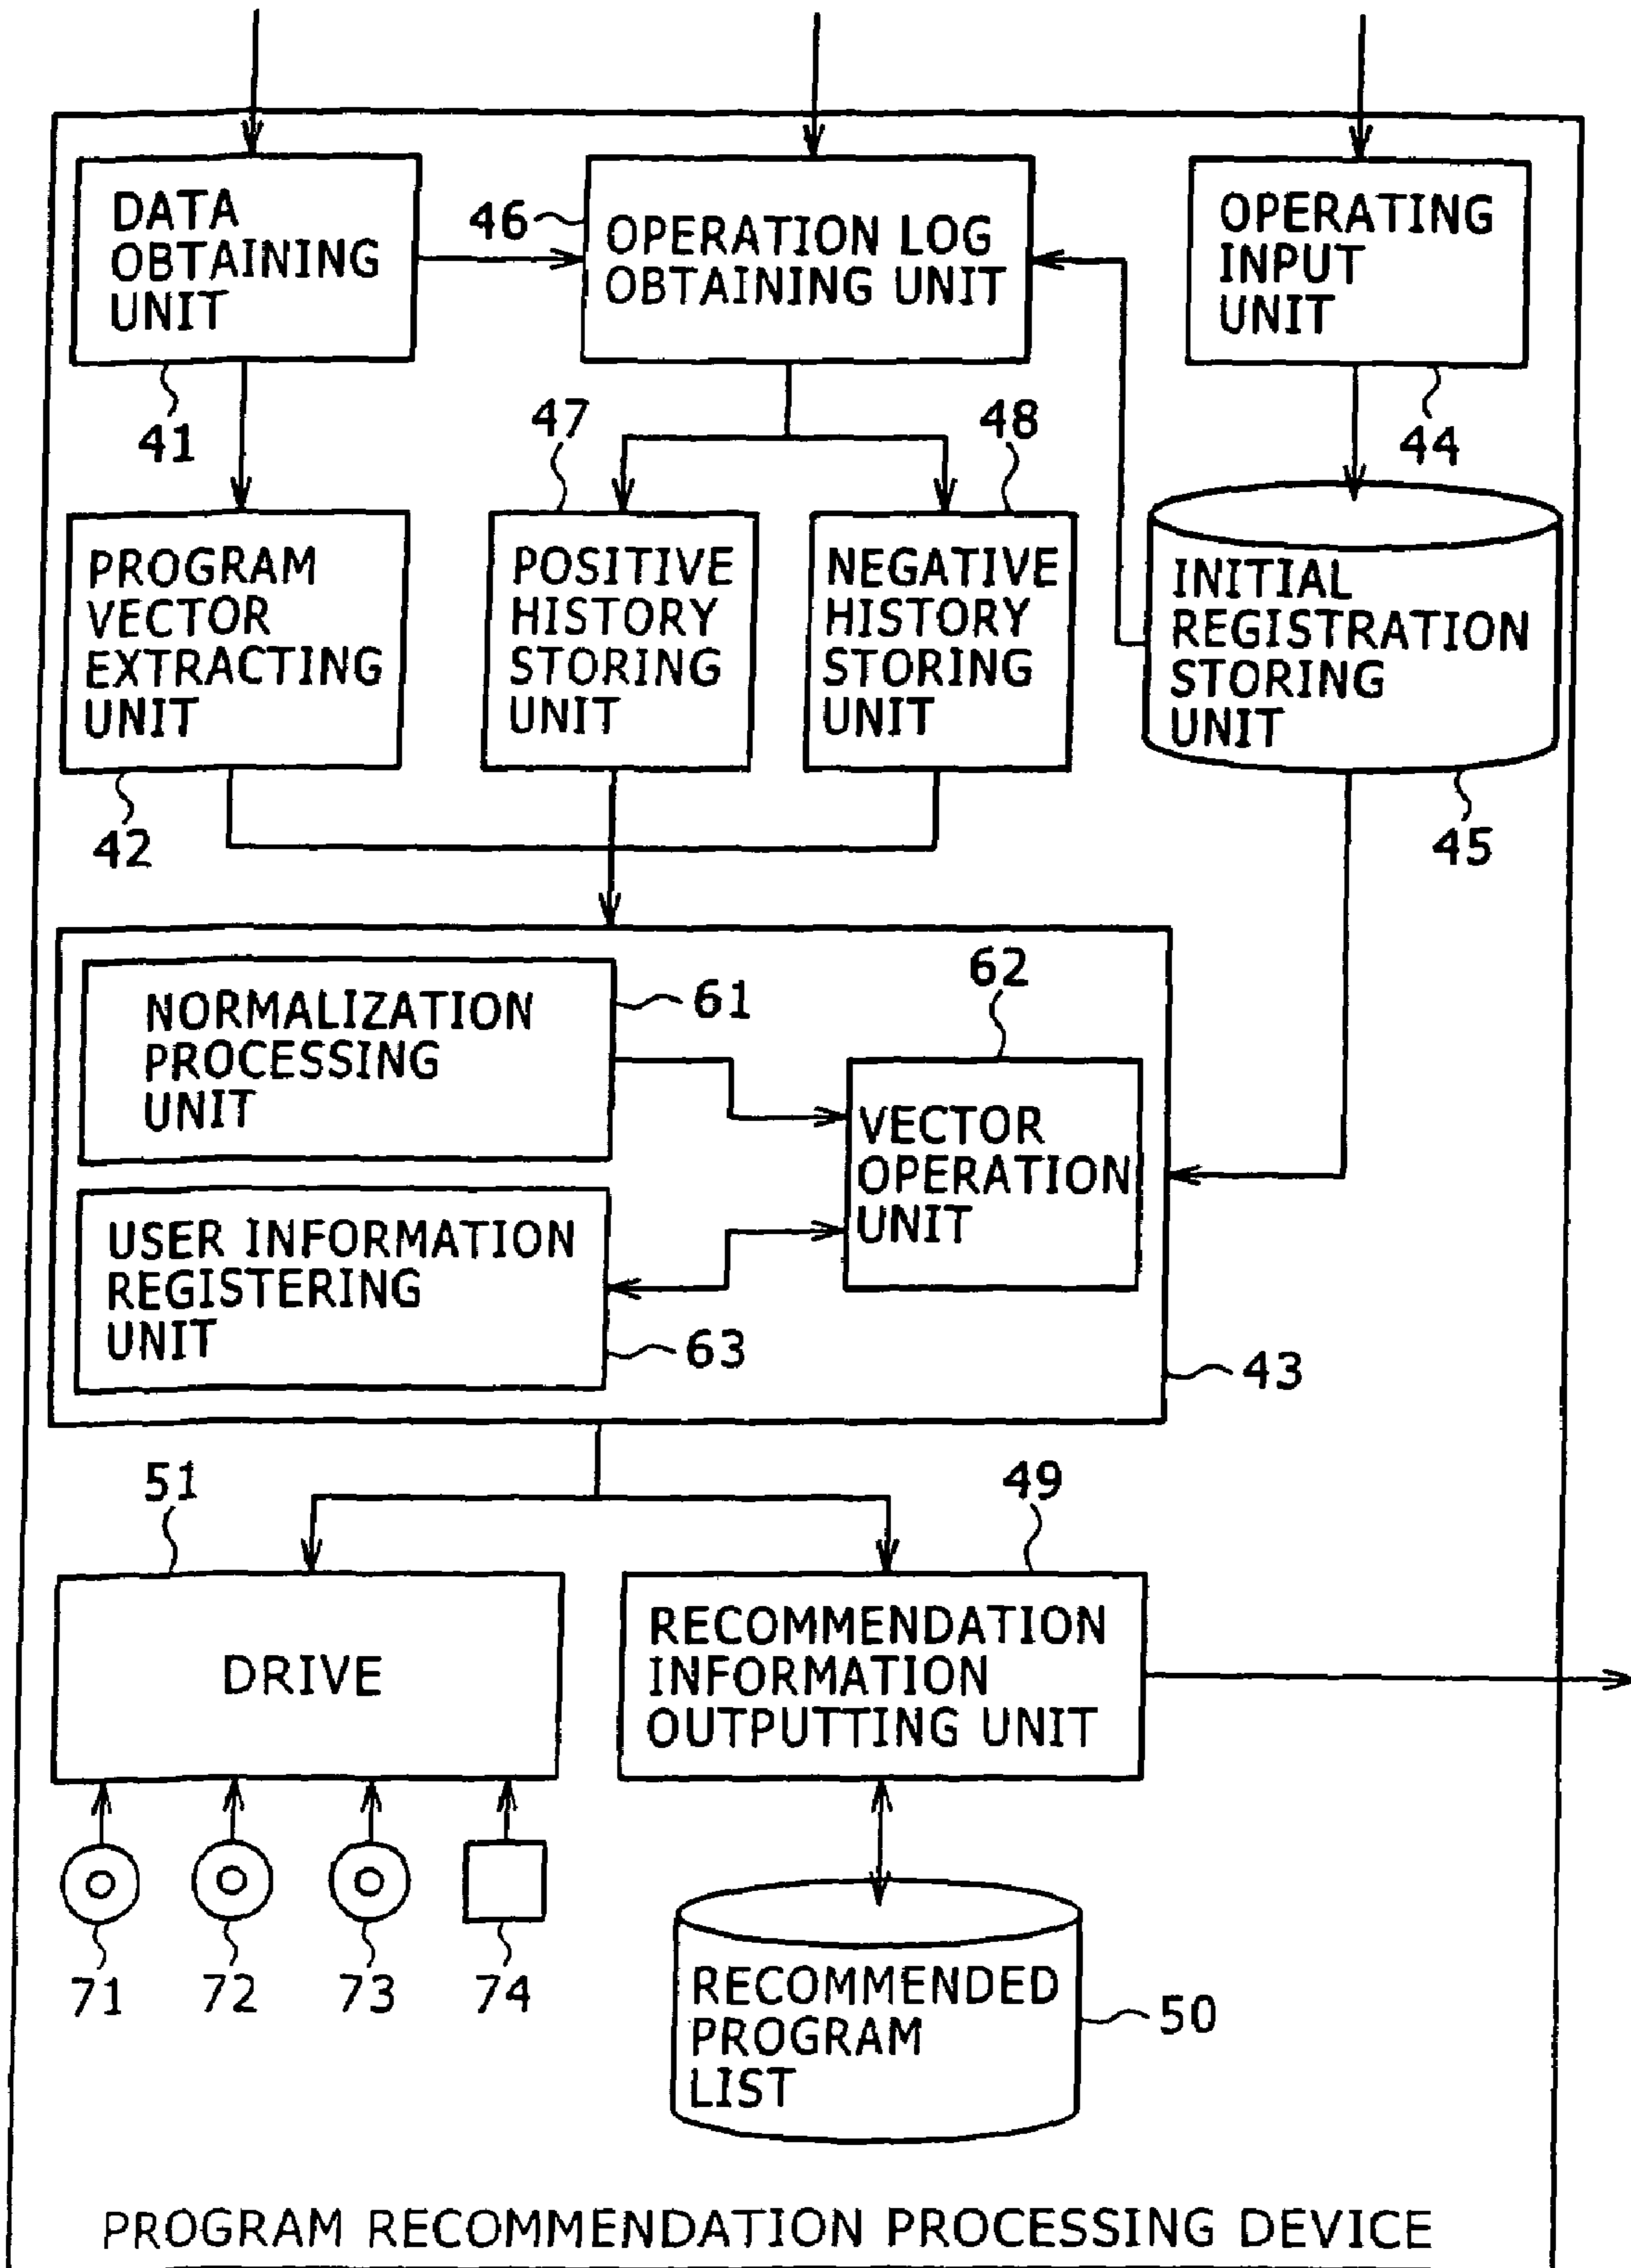 DATA
OBTAINING
UNIT
41
46
OPERATION LOG
OBTAINING UNIT
OPERATING
INPUT
UNIT
44
PROGRAM
VECTOR
EXTRACTING
UNIT
42
47
POSITIVE
HISTORY
STORING
UNIT
48
NEGATIVE
HISTORY
STORING
UNIT
INITIAL
REGISTRATION
STORING
UNIT
45
NORMALIZATION
PROCESSING
UNIT
61
62
VECTOR
OPERATION
UNIT
USER INFORMATION
REGISTERING
UNIT
63
43
51
DRIVE
49
RECOMMENDATION
INFORMATION
OUTPUTTING UNIT
71
72
73
74
RECOMMENDED
PROGRAM
LIST
50
PROGRAM RECOMMENDATION PROCESSING DEVICE